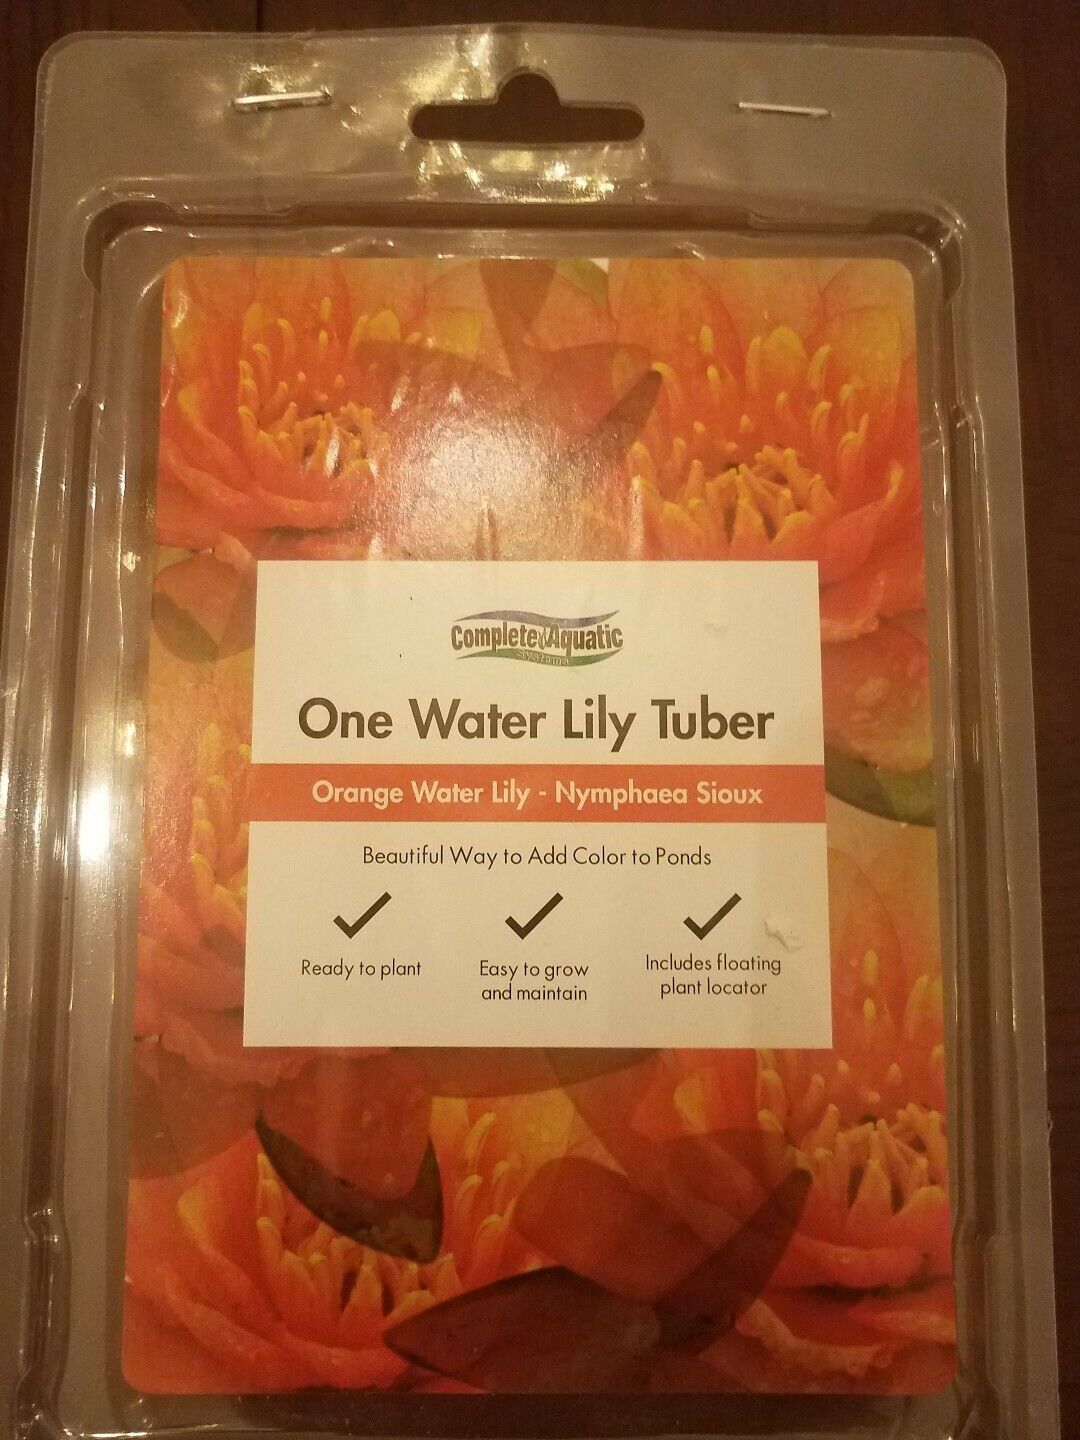 Complete Aquatic
Systems
One Water Lily Tuber
Orange Water Lily - Nymphaea Sioux
Beautiful Way to Add Color to Ponds
Ready to plant
Easy to grow
and maintain
Includes floating
plant locator